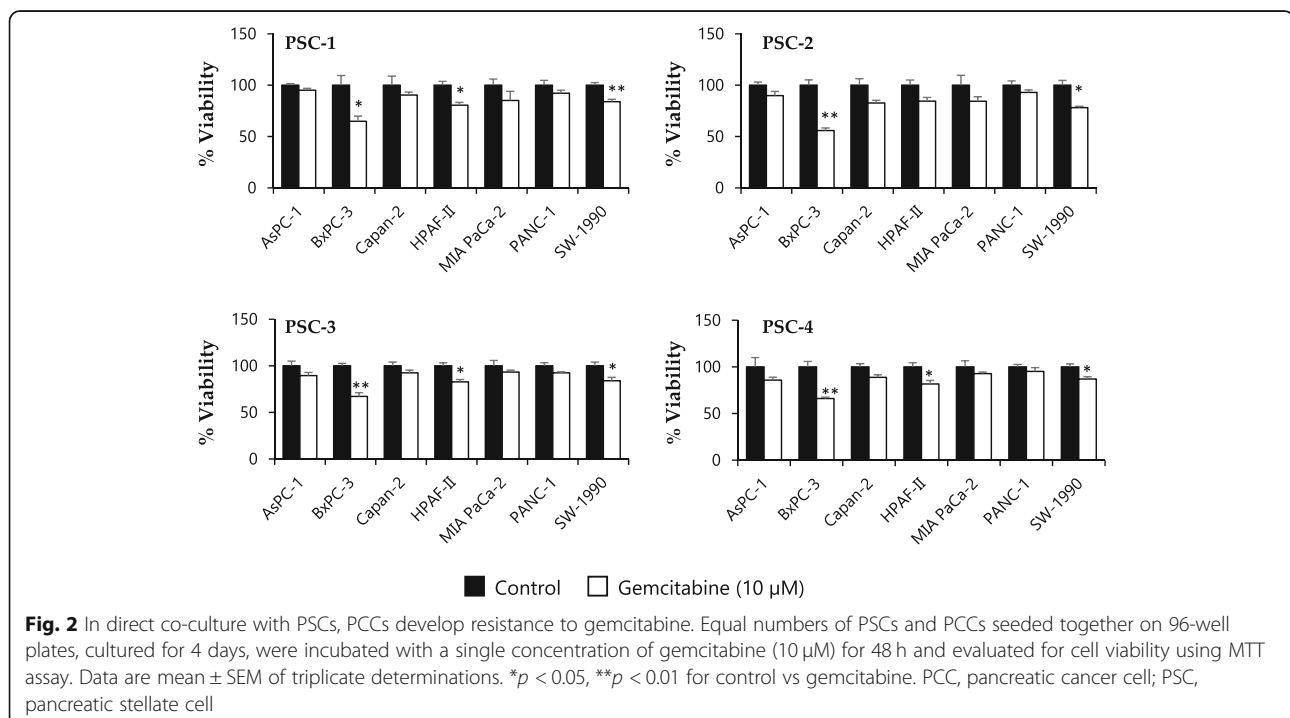 PSC-1
% Viability
150
100
50
0
*
*
**
AsPC-1
BxPC-3
Capan-2
HPAF-II
MIA PaCa-2
PANC-1
SW-1990
PSC-2
% Viability
150
100
50
0
**
*
AsPC-1
BxPC-3
Capan-2
HPAF-II
MIA PaCa-2
PANC-1
SW-1990
PSC-3
% Viability
150
100
50
0
**
*
*
AsPC-1
BxPC-3
Capan-2
HPAF-II
MIA PaCa-2
PANC-1
SW-1990
PSC-4
% Viability
150
100
50
0
**
*
*
AsPC-1
BxPC-3
Capan-2
HPAF-II
MIA PaCa-2
PANC-1
SW-1990
Control Gemcitabine (10 μM)
Fig. 2 In direct co-culture with PSCs, PCCs develop resistance to gemcitabine. Equal numbers of PSCs and PCCs seeded together on 96-well
plates, cultured for 4 days, were incubated with a single concentration of gemcitabine (10 μM) for 48 h and evaluated for cell viability using MTT
assay. Data are mean ± SEM of triplicate determinations. *p < 0.05, **p < 0.01 for control vs gemcitabine. PCC, pancreatic cancer cell; PSC,
pancreatic stellate cell